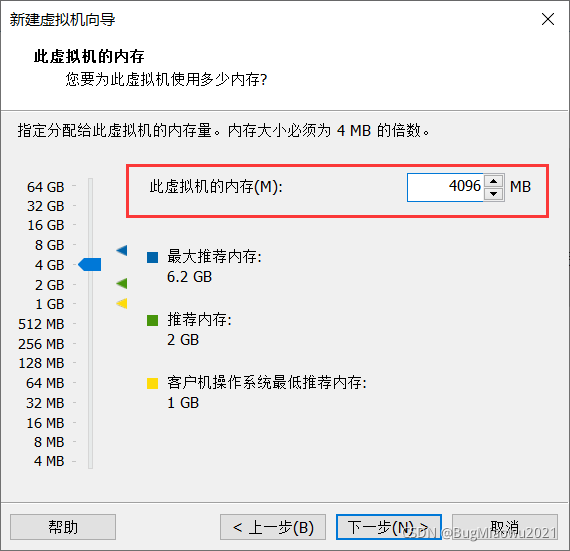 新建虚拟机向导
此虚拟机的内存
您要为此虚拟机使用多少内存?
指定分配给此虚拟机的内存量。内存大小必须为 4 MB 的倍数。
此虚拟机的内存(M): 4096 MB
64 GB
32 GB
16 GB
8 GB
4 GB
2 GB
1 GB
512 MB
256 MB
128 MB
64 MB
32 MB
16 MB
8 MB
4 MB
最大推荐内存:
6.2 GB
推荐内存:
2 GB
客户机操作系统最低推荐内存:
1 GB
帮助 < 上一步(B) 下一步(N) > 取消
CSDN @BugMiaowu2021